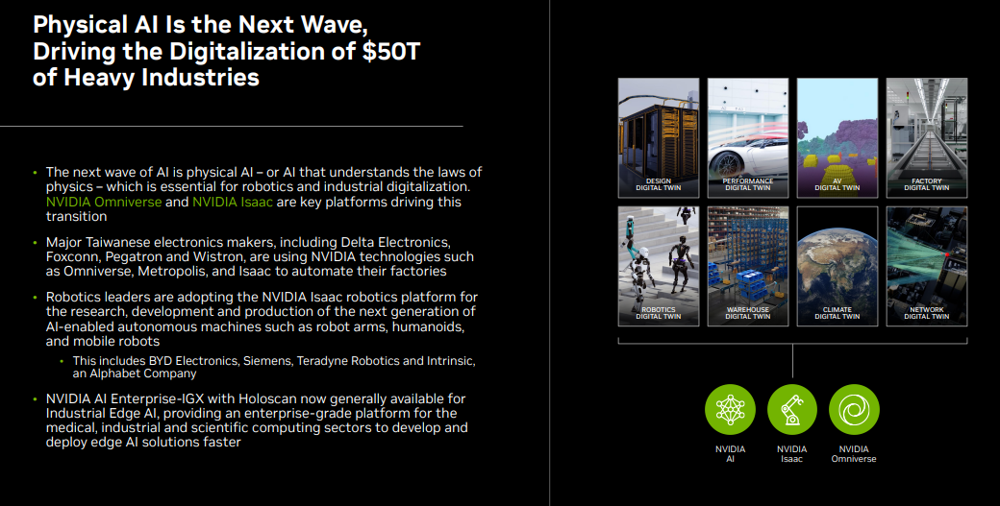 Physical AI Is the Next Wave,
Driving the Digitalization of $50T
of Heavy Industries
• The next wave of AI is physical AI – or AI that understands the laws of
physics – which is essential for robotics and industrial digitalization.
NVIDIA Omniverse and NVIDIA Isaac are key platforms driving this
transition
• Major Taiwanese electronics makers, including Delta Electronics,
Foxconn, Pegatron and Wistron, are using NVIDIA technologies such
as Omniverse, Metropolis, and Isaac to automate their factories
• Robotics leaders are adopting the NVIDIA Isaac robotics platform for
the research, development and production of the next generation of
AI-enabled autonomous machines such as robot arms, humanoids,
and mobile robots
• This includes BYD Electronics, Siemens, Teradyne Robotics and Intrinsic,
an Alphabet Company
• NVIDIA AI Enterprise-IGX with Holoscan now generally available for
Industrial Edge AI, providing an enterprise-grade platform for the
medical, industrial and scientific computing sectors to develop and
deploy edge AI solutions faster
DESIGN
DIGITAL TWIN
PERFORMANCE
DIGITAL TWIN
AV
DIGITAL TWIN
FACTORY
DIGITAL TWIN
ROBOTICS
DIGITAL TWIN
WAREHOUSE
DIGITAL TWIN
CLIMATE
DIGITAL TWIN
NETWORK
DIGITAL TWIN
NVIDIA
AI
NVIDIA
Isaac
NVIDIA
Omniverse